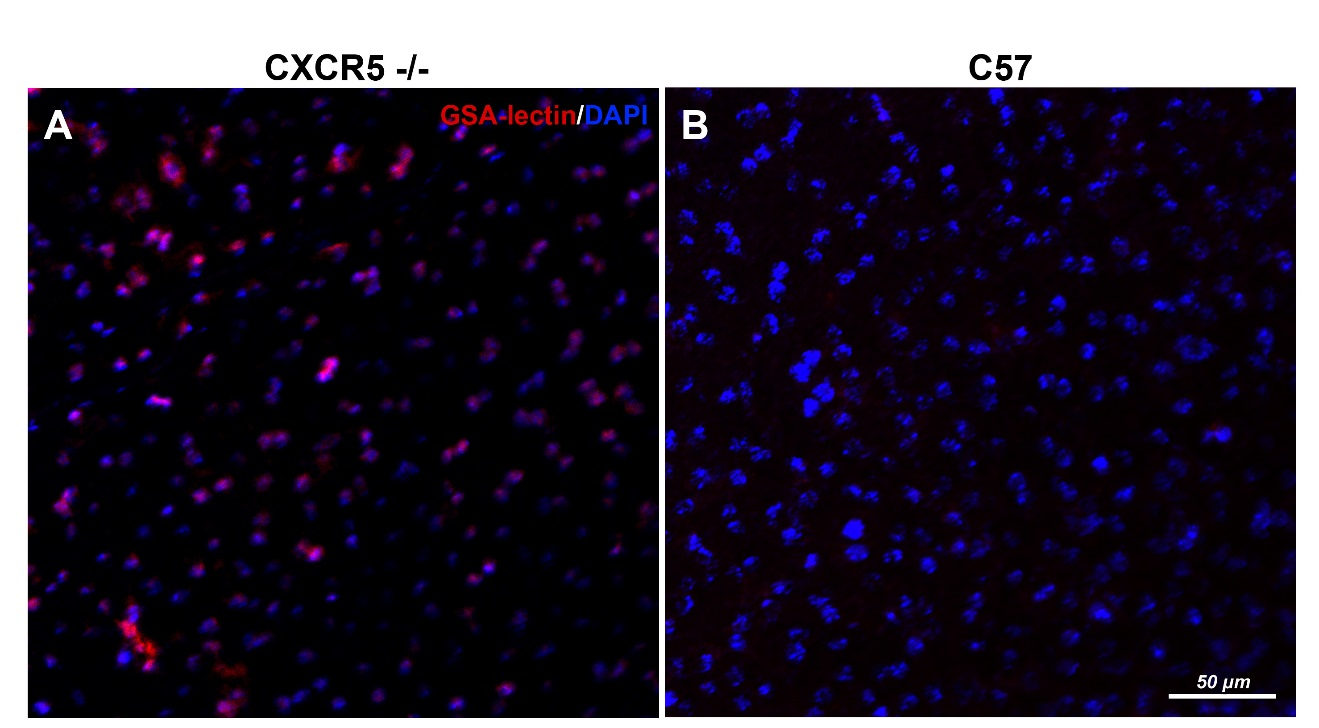 CXCR5 -/-
C57
A
GSA-lectin/DAPI
B
50 µm